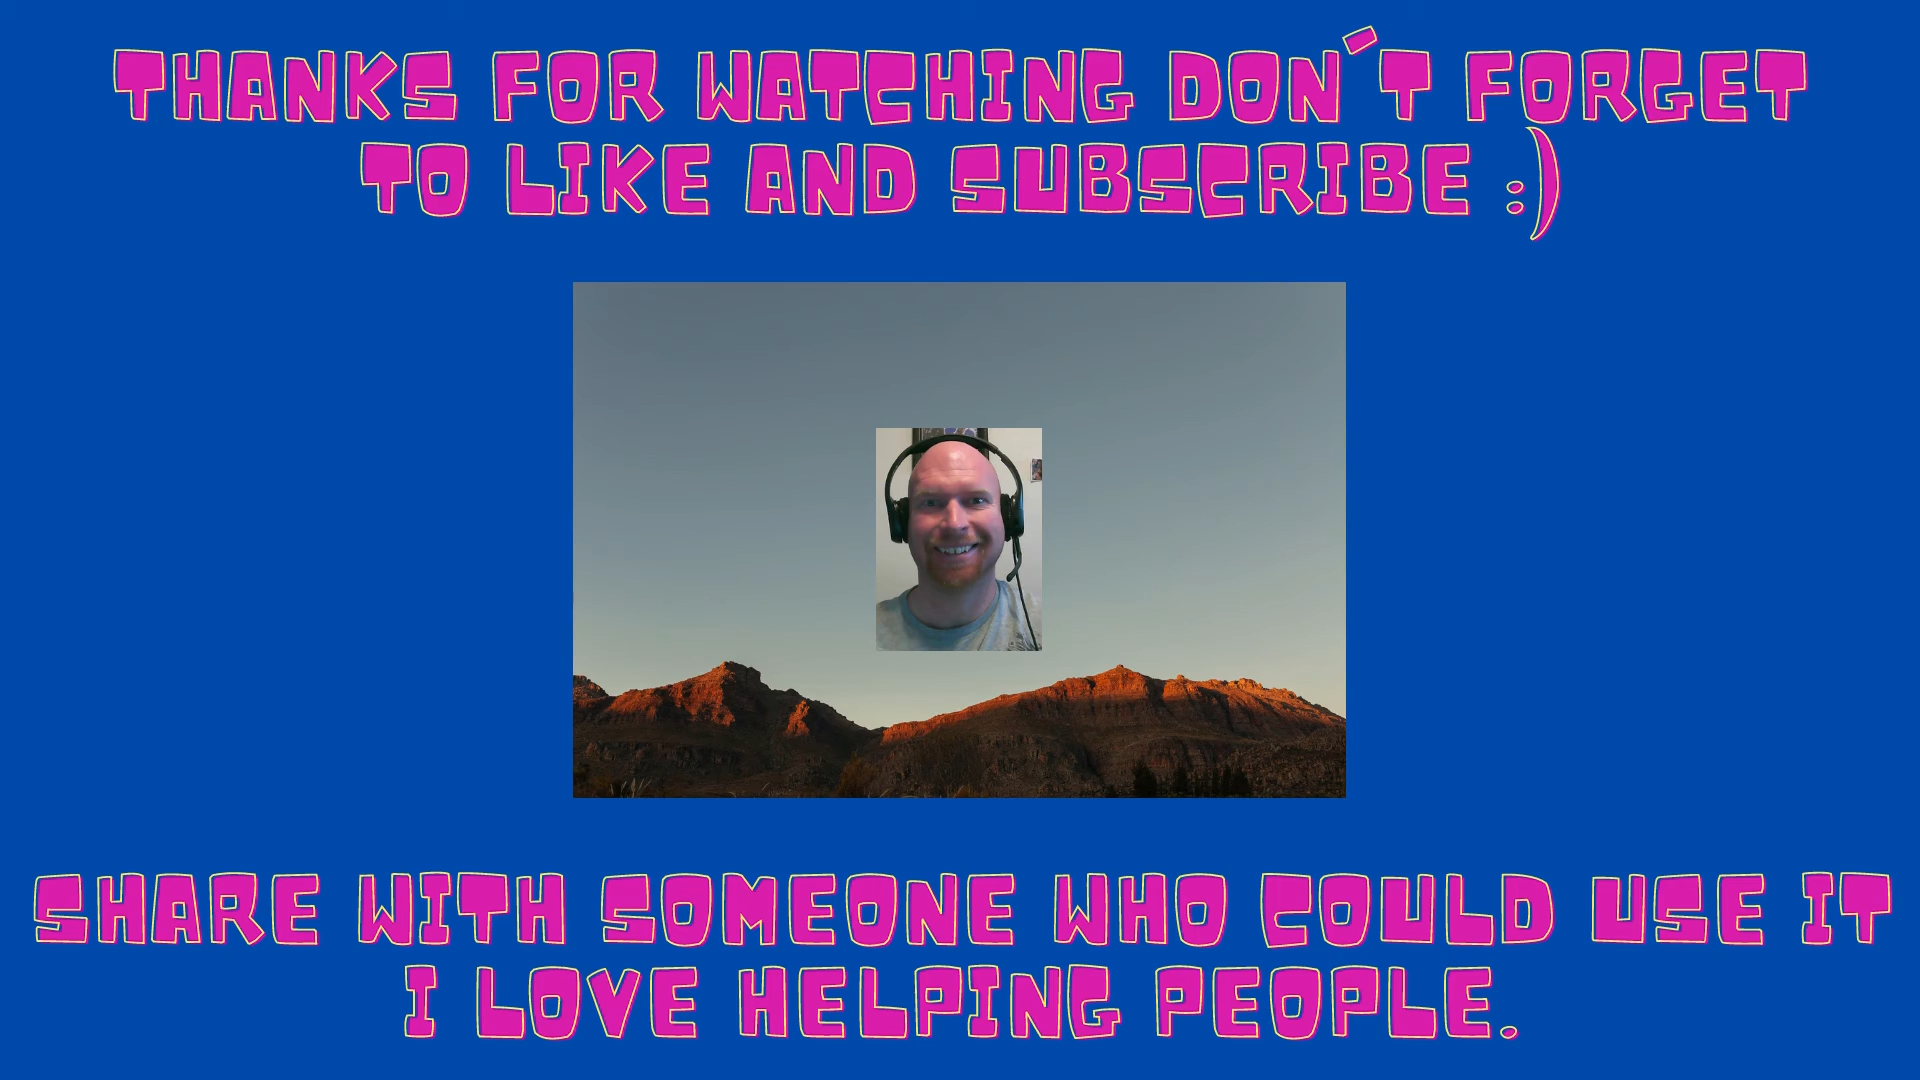 THANKS FOR WATCHING DON´T FORGET
TO LIKE AND SUBSCRIBE :)
SHARE WITH SOMEONE WHO COULD USE IT
I LOVE HELPING PEOPLE.